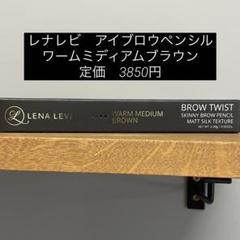 レナレビ　アイブロウペンシル
ワームミディアムブラウン
定価　3850円
LENA LEVI
WARM MEDIUM
BROWN
BROW TWIST
SKINNY BROW PENCIL
MATT SILK TEXTURE